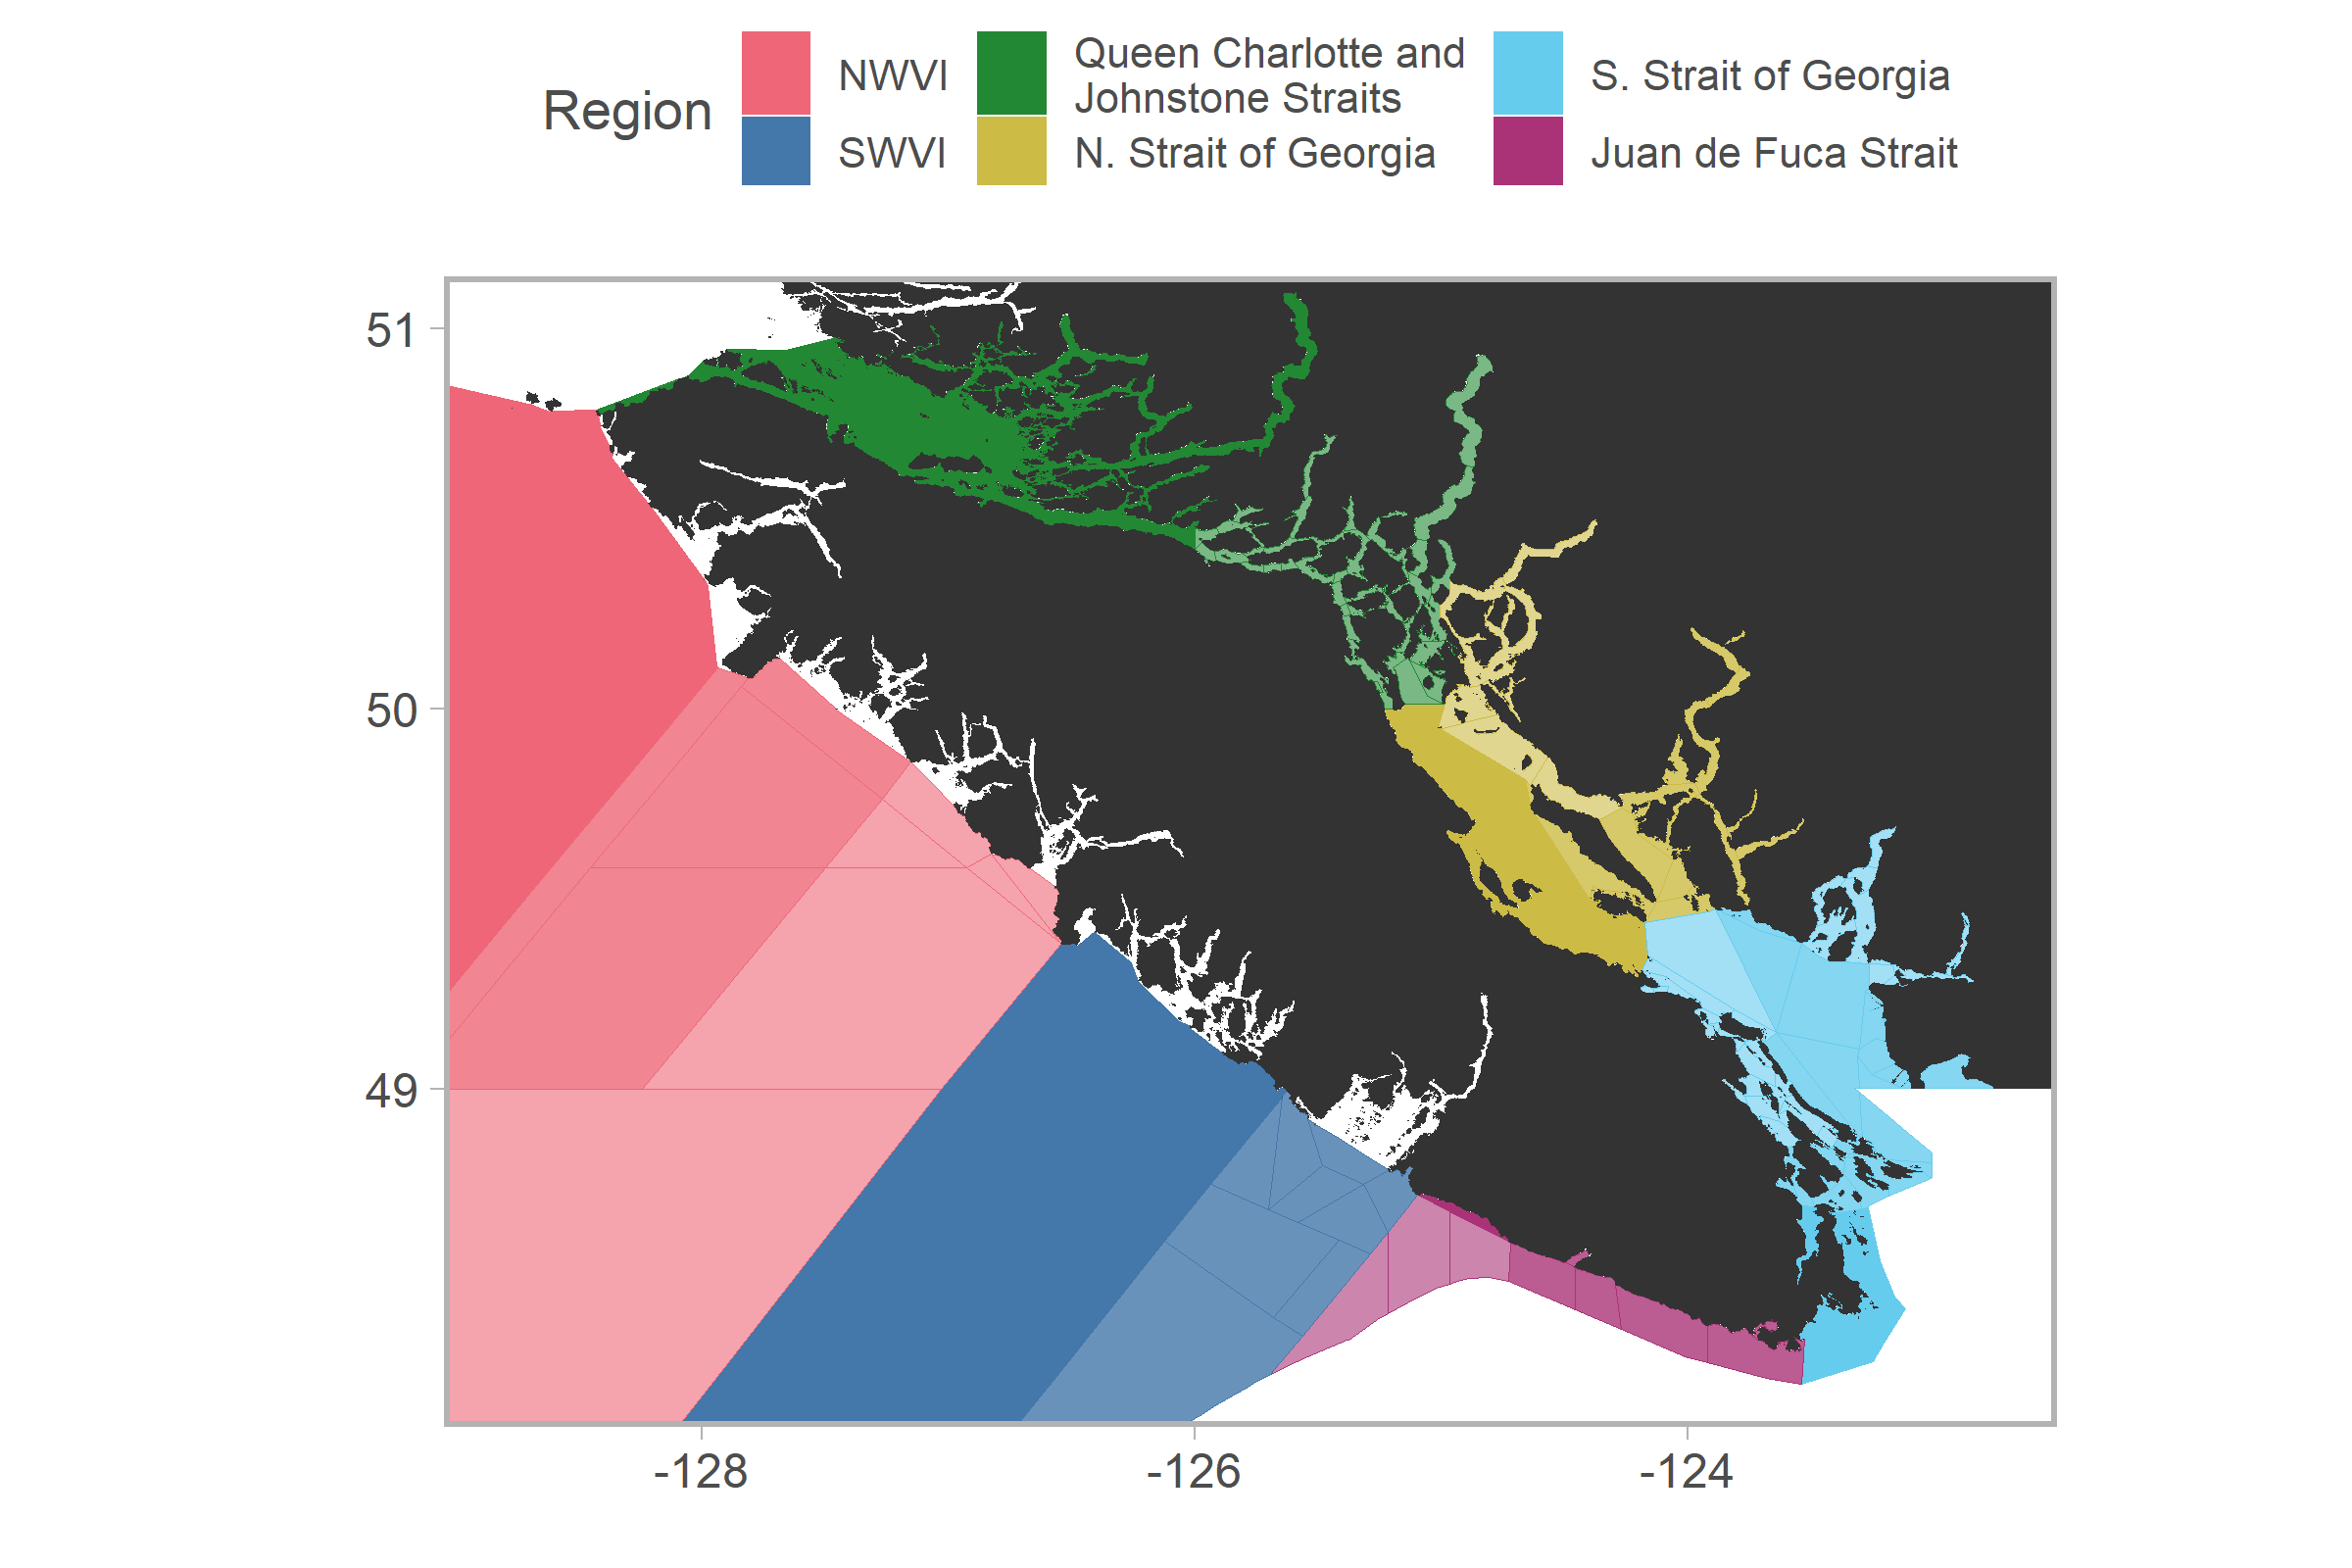 Region
NWVI
SWVI
Queen Charlotte and
Johnstone Straits
N. Strait of Georgia
S. Strait of Georgia
Juan de Fuca Strait
51
50
49
-128
-126
-124